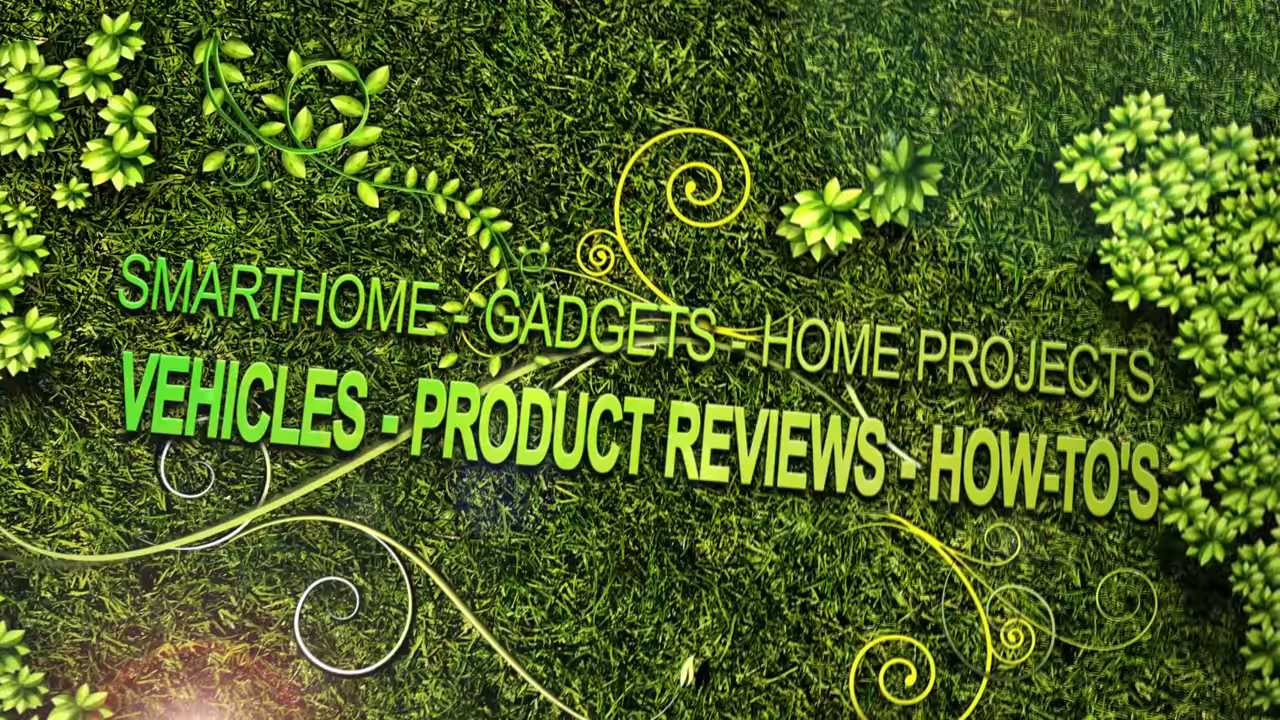 SMARTHOME - GADGETS - HOME PROJECTS
VEHICLES - PRODUCT REVIEWS - HOW-TO'S